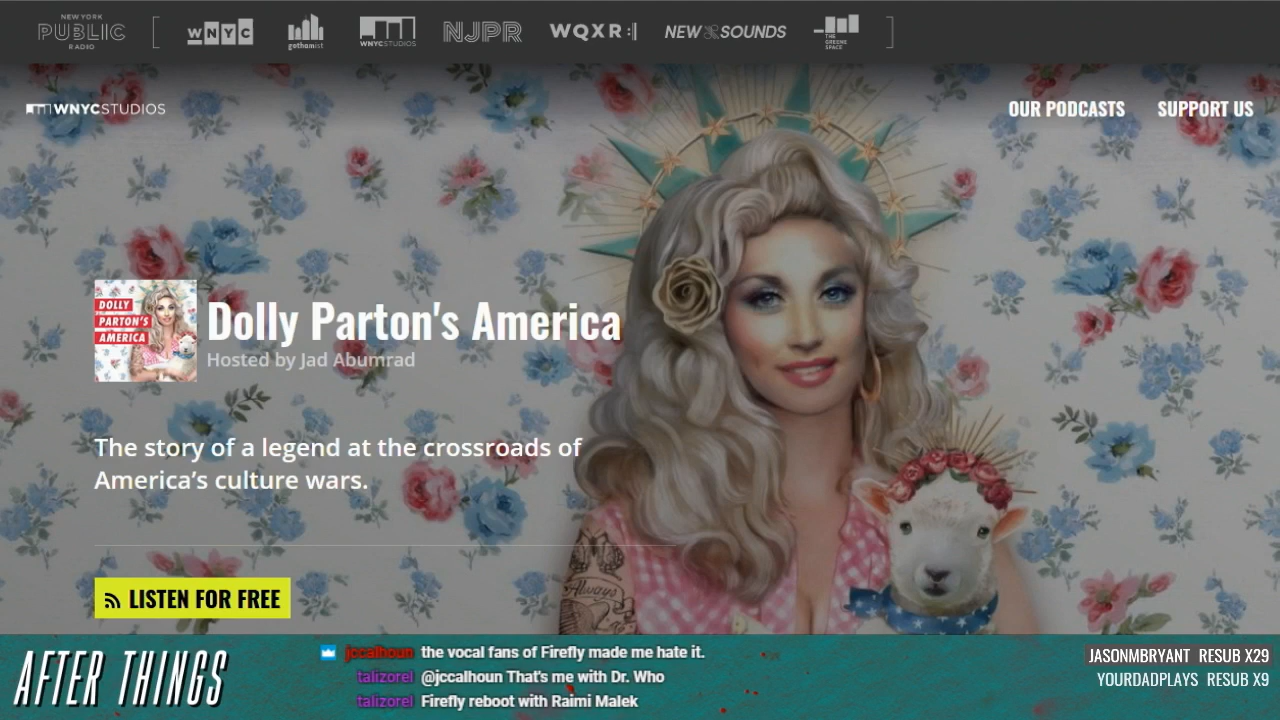 NEW YORK
PUBLIC
RADIO
WNYC
gothamist
WNYCSTUDIOS
NJPR
WQXR
NEW SOUNDS
THE
GREENE
SPACE
WNYCSTUDIOS
OUR PODCASTS
SUPPORT US
DOLLY
PARTON'S
AMERICA
Dolly Parton's America
Hosted by Jad Abumrad
The story of a legend at the crossroads of
America’s culture wars.
Always
LISTEN FOR FREE
AFTER THINGS
jccalhoun the vocal fans of Firefly made me hate it.
talizorel @jccalhoun That's me with Dr. Who
talizorel Firefly reboot with Raimi Malek
JASONMBRYANT RESUB X29
YOURDADPLAYS RESUB X9